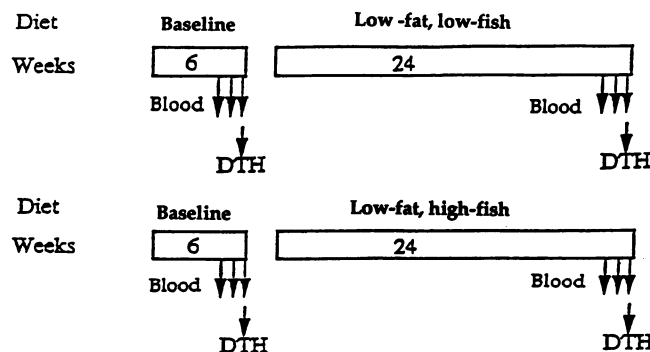 Diet Baseline Low -fat, low-fish
Weeks 6 24
Blood Blood
DTH DTH
Diet Baseline Low-fat, high-fish
Weeks 6 24
Blood Blood
DTH DTH